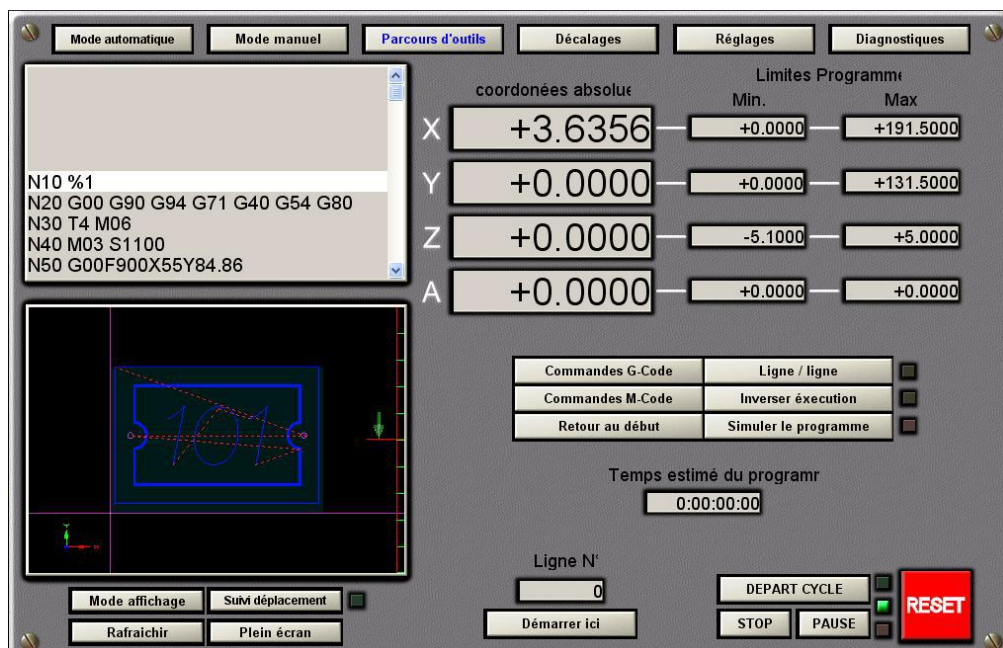 Mode automatique
Mode manuel
Parcours d'outils
Décalages
Réglages
Diagnostiques
N10 %1
N20 G00 G90 G94 G71 G40 G54 G80
N30 T4 M06
N40 M03 S1100
N50 G00F900X55Y84.86
coordonées absolue
Limites Programme
Min.
Max
X +3.6356 +0.0000 +191.5000
Y +0.0000 +0.0000 +131.5000
Z +0.0000 -5.1000 +5.0000
A +0.0000 +0.0000 +0.0000
101
Commandes G-Code
Ligne / ligne
Commandes M-Code
Inverser éxecution
Retour au début
Simuler le programme
Temps estimé du programr
0:00:00:00
Ligne N°
0
Démarrer ici
Mode affichage
Suivi déplacement
Rafraichir
Plein écran
DEPART CYCLE
STOP
PAUSE
RESET